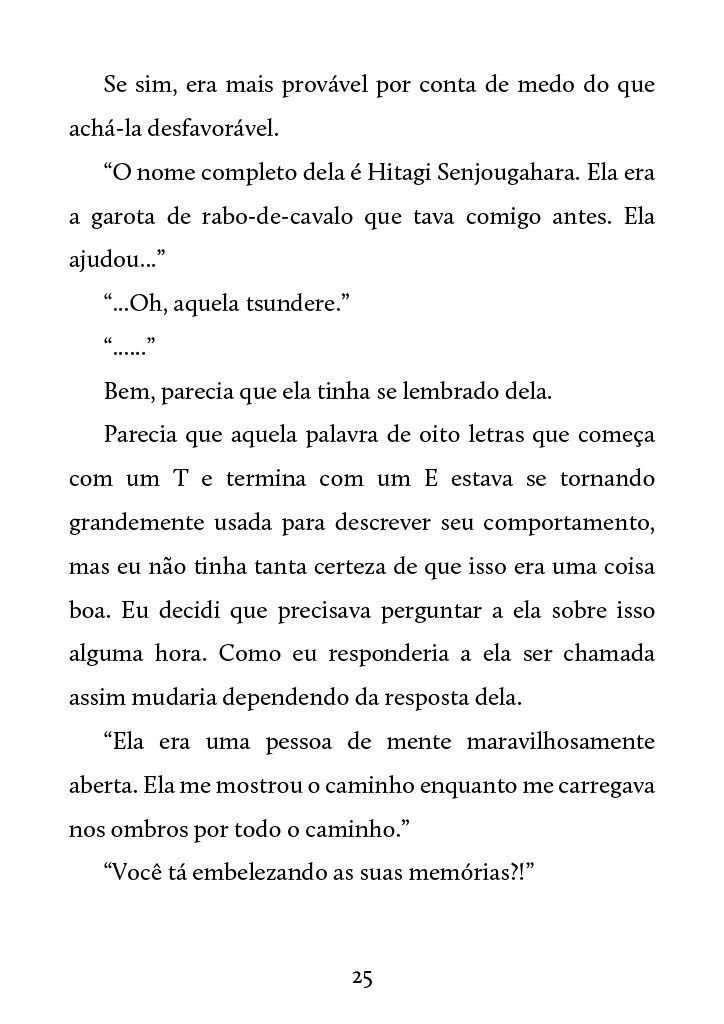 Se sim, era mais provável por conta de medo do que
achá-la desfavorável.
“O nome completo dela é Hitagi Senjougahara. Ela era
a garota de rabo-de-cavalo que tava comigo antes. Ela
ajudou...”
“...Oh, aquela tsundere.”
“......”
Bem, parecia que ela tinha se lembrado dela.
Parecia que aquela palavra de oito letras que começa
com um T e termina com um E estava se tornando
grandemente usada para descrever seu comportamento,
mas eu não tinha tanta certeza de que isso era uma coisa
boa. Eu decidi que precisava perguntar a ela sobre isso
alguma hora. Como eu responderia a ela ser chamada
assim mudaria dependendo da resposta dela.
“Ela era uma pessoa de mente maravilhosamente
aberta. Ela me mostrou o caminho enquanto me carregava
nos ombros por todo o caminho.”
“Você tá embelezando as suas memórias?!”
25